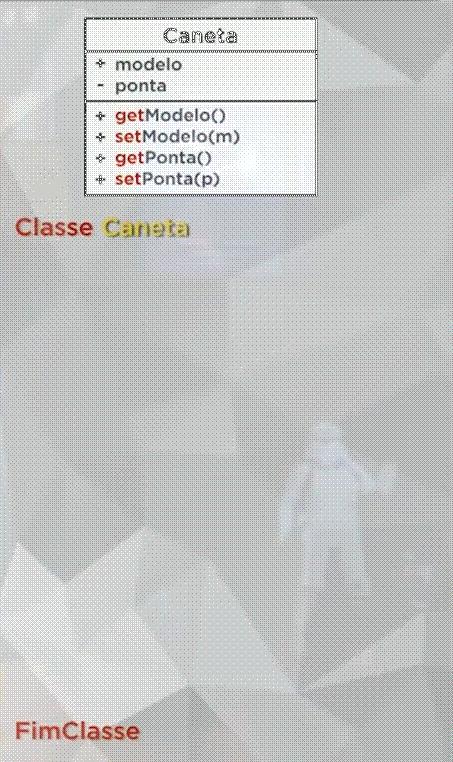 Caneta
+ modelo
- ponta
+ getModelo()
+ setModelo(m)
+ getPonta()
+ setPonta(p)
Classe Caneta
FimClasse